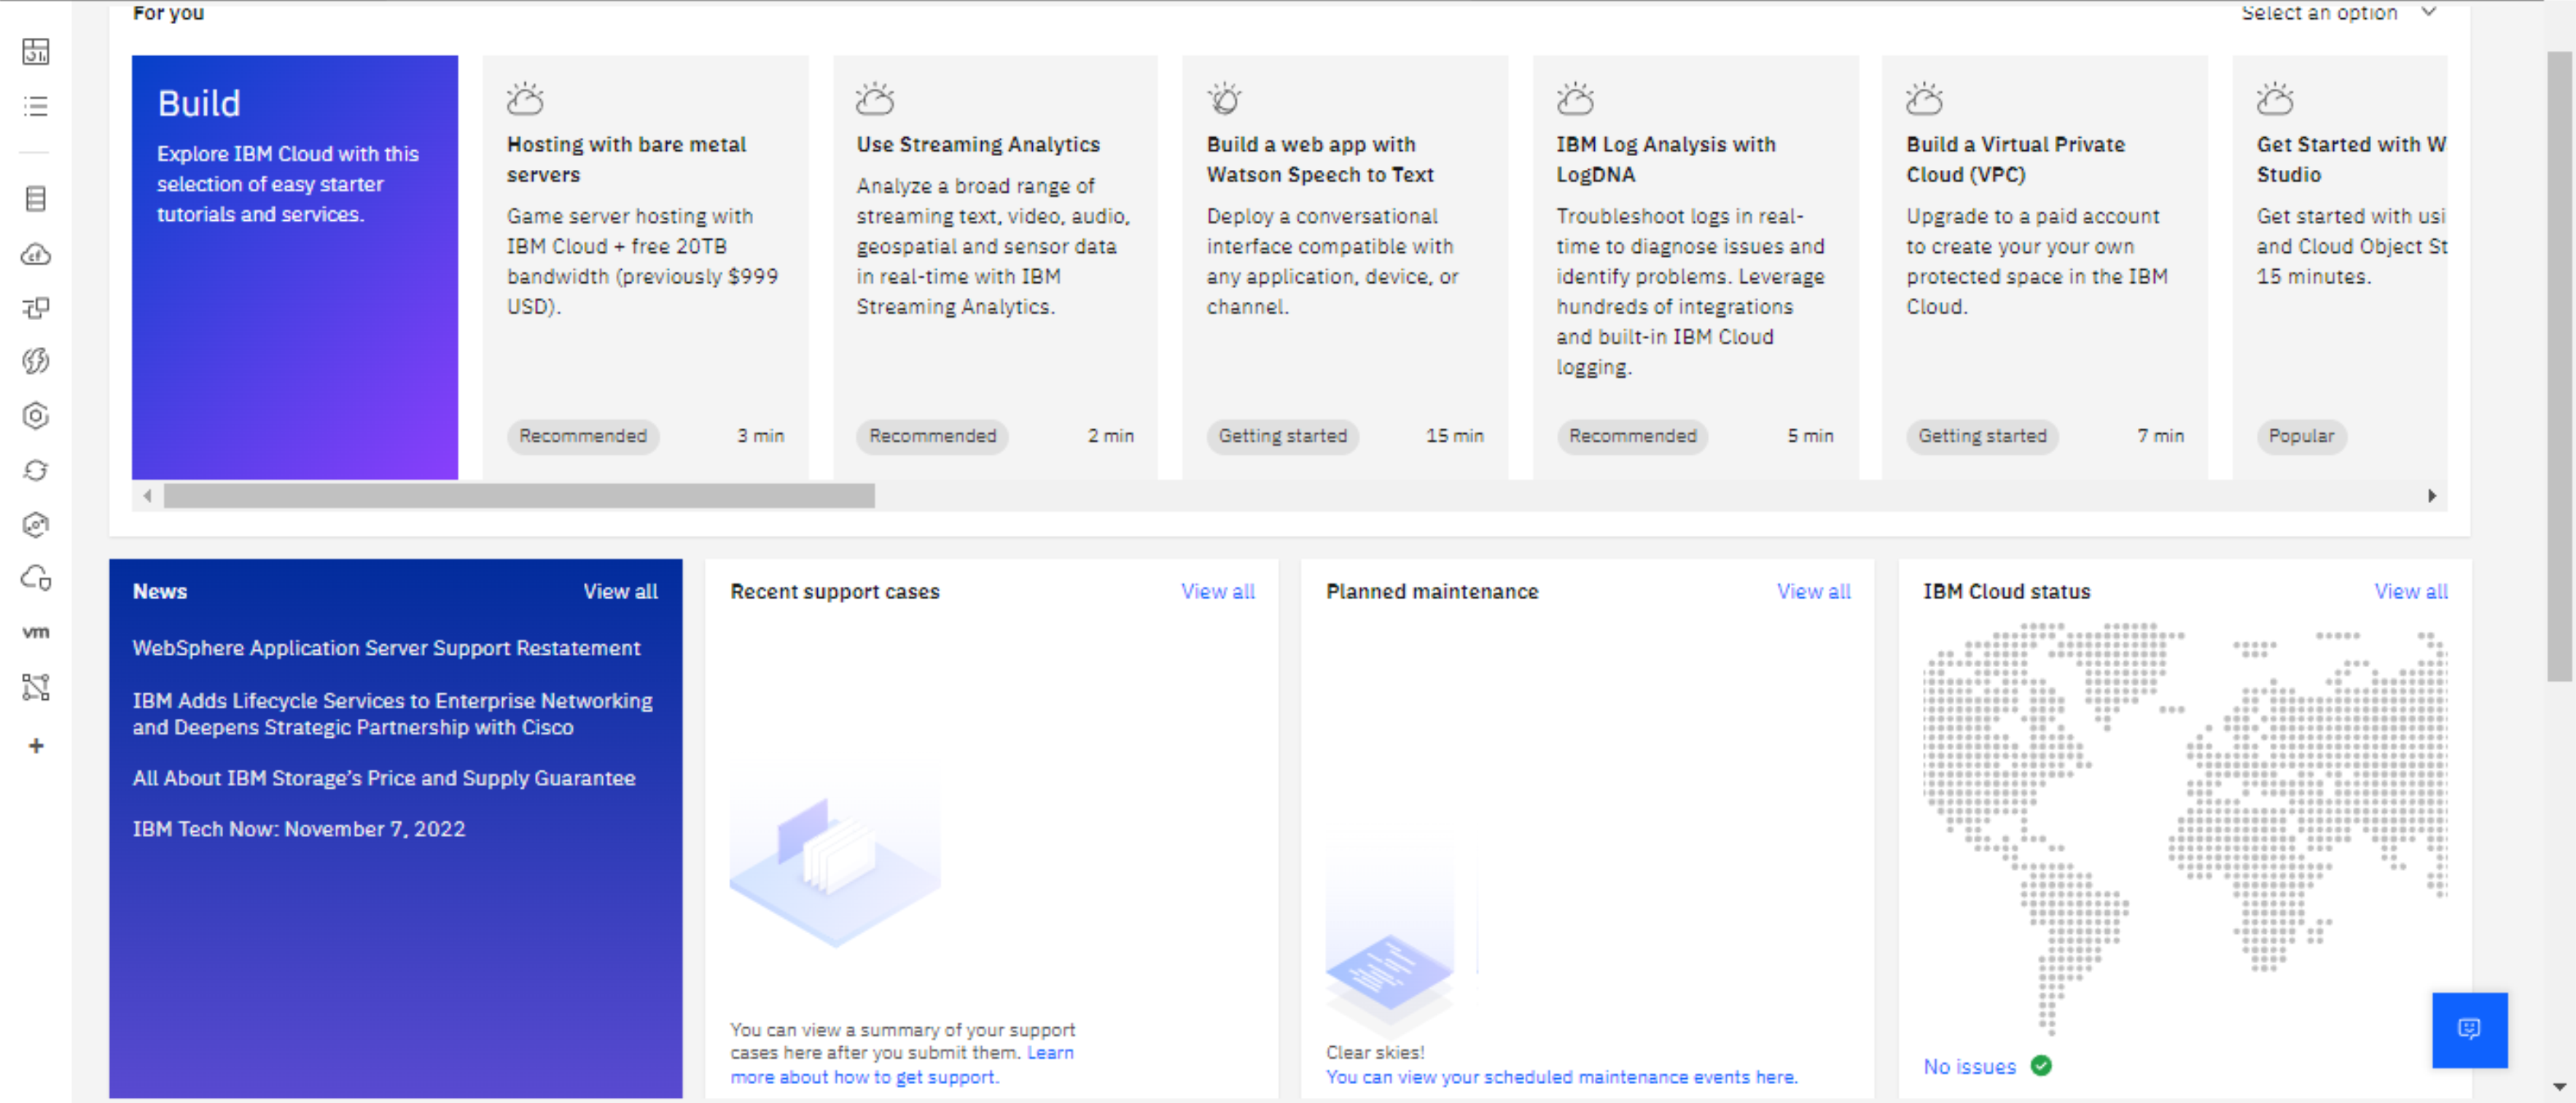 For you
Select an option
Build
Explore IBM Cloud with this
selection of easy starter
tutorials and services.
Hosting with bare metal
servers
Game server hosting with
IBM Cloud + free 20TB
bandwidth (previously $999
USD).
Recommended
3 min
Use Streaming Analytics
Analyze a broad range of
streaming text, video, audio,
geospatial and sensor data
in real-time with IBM
Streaming Analytics.
Recommended
2 min
Build a web app with
Watson Speech to Text
Deploy a conversational
interface compatible with
any application, device, or
channel.
Getting started
15 min
IBM Log Analysis with
LogDNA
Troubleshoot logs in real-
time to diagnose issues and
identify problems. Leverage
hundreds of integrations
and built-in IBM Cloud
logging.
Recommended
5 min
Build a Virtual Private
Cloud (VPC)
Upgrade to a paid account
to create your your own
protected space in the IBM
Cloud.
Getting started
7 min
Get Started with W
Studio
Get started with usi
and Cloud Object St
15 minutes.
Popular
vm
News
View all
WebSphere Application Server Support Restatement
IBM Adds Lifecycle Services to Enterprise Networking
and Deepens Strategic Partnership with Cisco
All About IBM Storage’s Price and Supply Guarantee
IBM Tech Now: November 7, 2022
Recent support cases
View all
You can view a summary of your support
cases here after you submit them. Learn
more about how to get support.
Planned maintenance
View all
Clear skies!
You can view your scheduled maintenance events here.
IBM Cloud status
View all
No issues